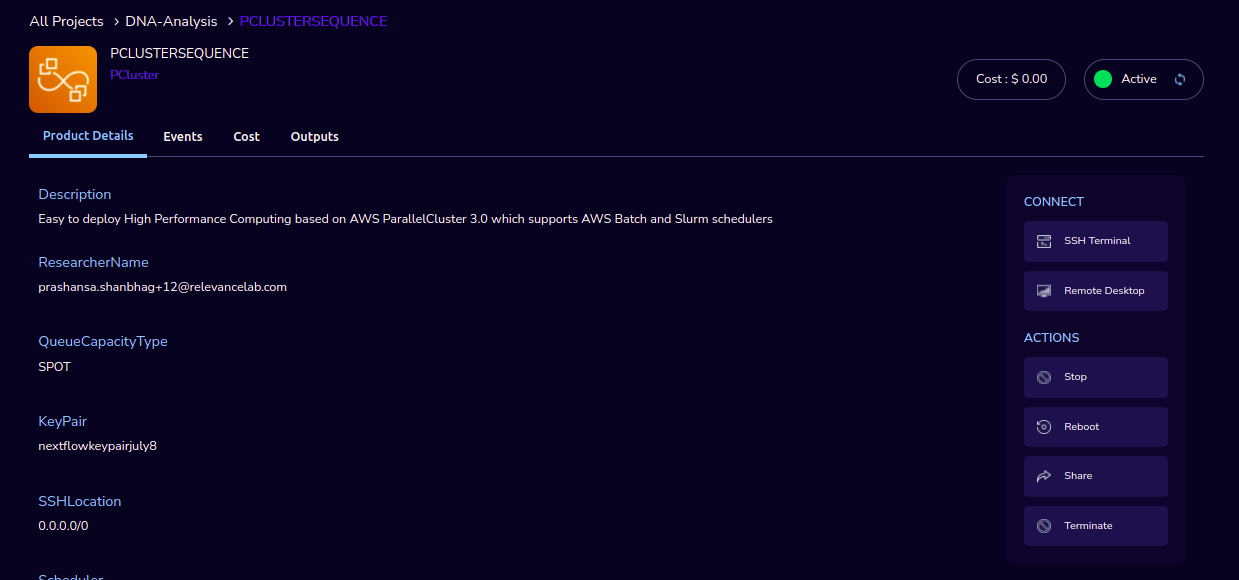 All Projects > DNA-Analysis > PCLUSTERSEQUENCE
PCLUSTERSEQUENCE
PCluster
Cost : $ 0.00
Active
Product Details
Events
Cost
Outputs
Description
Easy to deploy High Performance Computing based on AWS ParallelCluster 3.0 which supports AWS Batch and Slurm schedulers
ResearcherName
prashansa.shanbhag+12@relevancelab.com
QueueCapacityType
SPOT
KeyPair
nextflowkeypairjuly8
SSHLocation
0.0.0.0/0
Scheduler
CONNECT
SSH Terminal
Remote Desktop
ACTIONS
Stop
Reboot
Share
Terminate